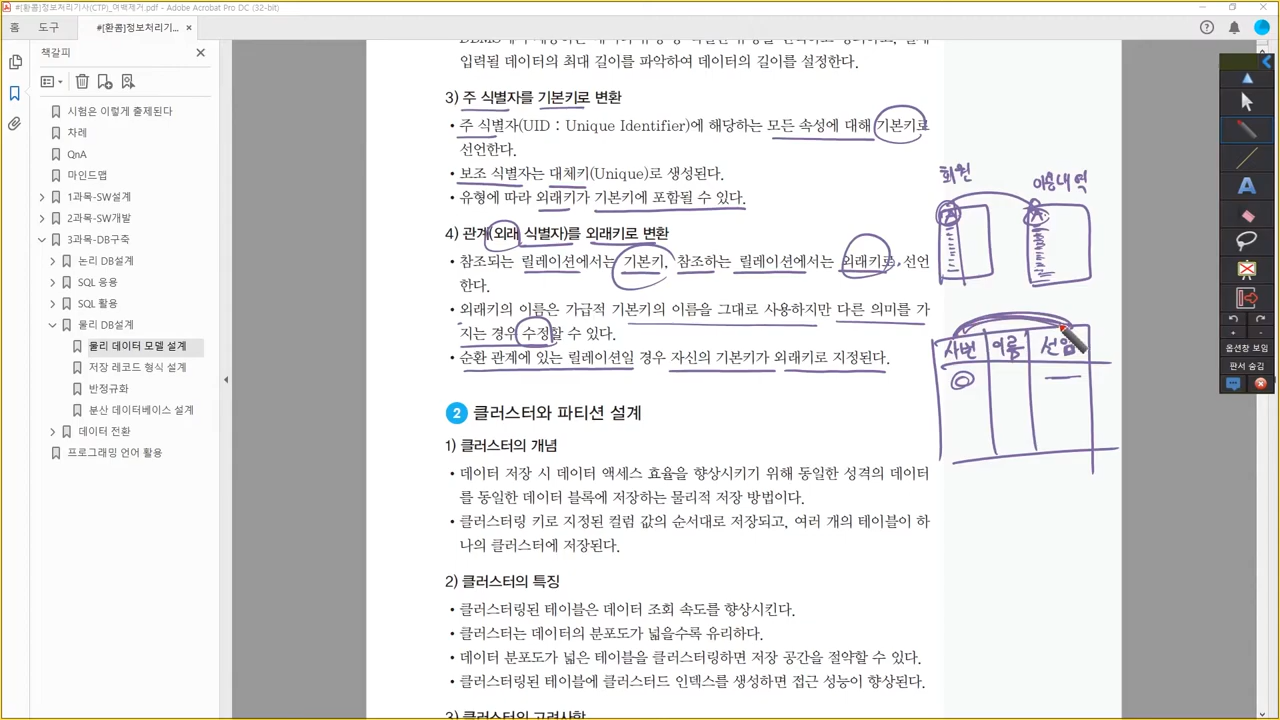 #[환콤]정보처리기사(CTP)_여백제거.pdf - Adobe Acrobat Pro DC (32-bit)
홈 도구 #[환콤]정보처리기... ×
책갈피
시험은 이렇게 출제된다
차례
QnA
마인드맵
1과목-SW설계
2과목-SW개발
3과목-DB구축
논리 DB설계
SQL 응용
SQL 활용
물리 DB설계
물리 데이터 모델 설계
저장 레코드 형식 설계
반정규화
분산 데이터베이스 설계
데이터 전환
프로그래밍 언어 활용
입력될 데이터의 최대 길이를 파악하여 데이터의 길이를 설정한다.
3) 주 식별자를 기본키로 변환
• 주 식별자(UID : Unique Identifier)에 해당하는 모든 속성에 대해 기본키로
선언한다.
• 보조 식별자는 대체키(Unique)로 생성된다.
• 유형에 따라 외래키가 기본키에 포함될 수 있다.
4) 관계(외래 식별자)를 외래키로 변환
• 참조되는 릴레이션에서는 기본키, 참조하는 릴레이션에서는 외래키로 선언
한다.
• 외래키의 이름은 가급적 기본키의 이름을 그대로 사용하지만 다른 의미를 가
지는 경우 수정할 수 있다.
• 순환 관계에 있는 릴레이션일 경우 자신의 기본키가 외래키로 지정된다.
2 클러스터와 파티션 설계
1) 클러스터의 개념
• 데이터 저장 시 데이터 액세스 효율을 향상시키기 위해 동일한 성격의 데이터
를 동일한 데이터 블록에 저장하는 물리적 저장 방법이다.
• 클러스터링 키로 지정된 컬럼 값의 순서대로 저장되고, 여러 개의 테이블이 하
나의 클러스터에 저장된다.
2) 클러스터의 특징
• 클러스터링된 테이블은 데이터 조회 속도를 향상시킨다.
• 클러스터는 데이터의 분포도가 넓을수록 유리하다.
• 데이터 분포도가 넓은 테이블을 클러스터링하면 저장 공간을 절약할 수 있다.
• 클러스터링된 테이블에 클러스터드 인덱스를 생성하면 접근 성능이 향상된다.
3) 클러스터의 고려사항
회원 이용내역
A A
사번 이름 선임
A
옵션창 보임
판서 숨김